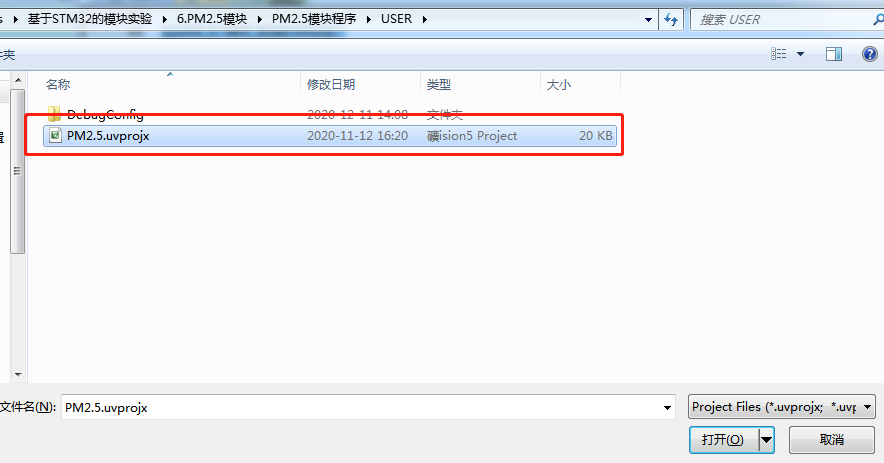 s ▸ 基于STM32的模块实验 ▸ 6.PM2.5模块 ▸ PM2.5模块程序 ▸ USER ▸
搜索 USER
夹
名称 修改日期 类型 大小
DebugConfig 2020-12-11 14:08 文件夹
PM2.5.uvprojx 2020-11-12 16:20 礦ision5 Project 20 KB
文件名(N): PM2.5.uvprojx Project Files (*.uvprojx; *.uvp
打开(O) 取消